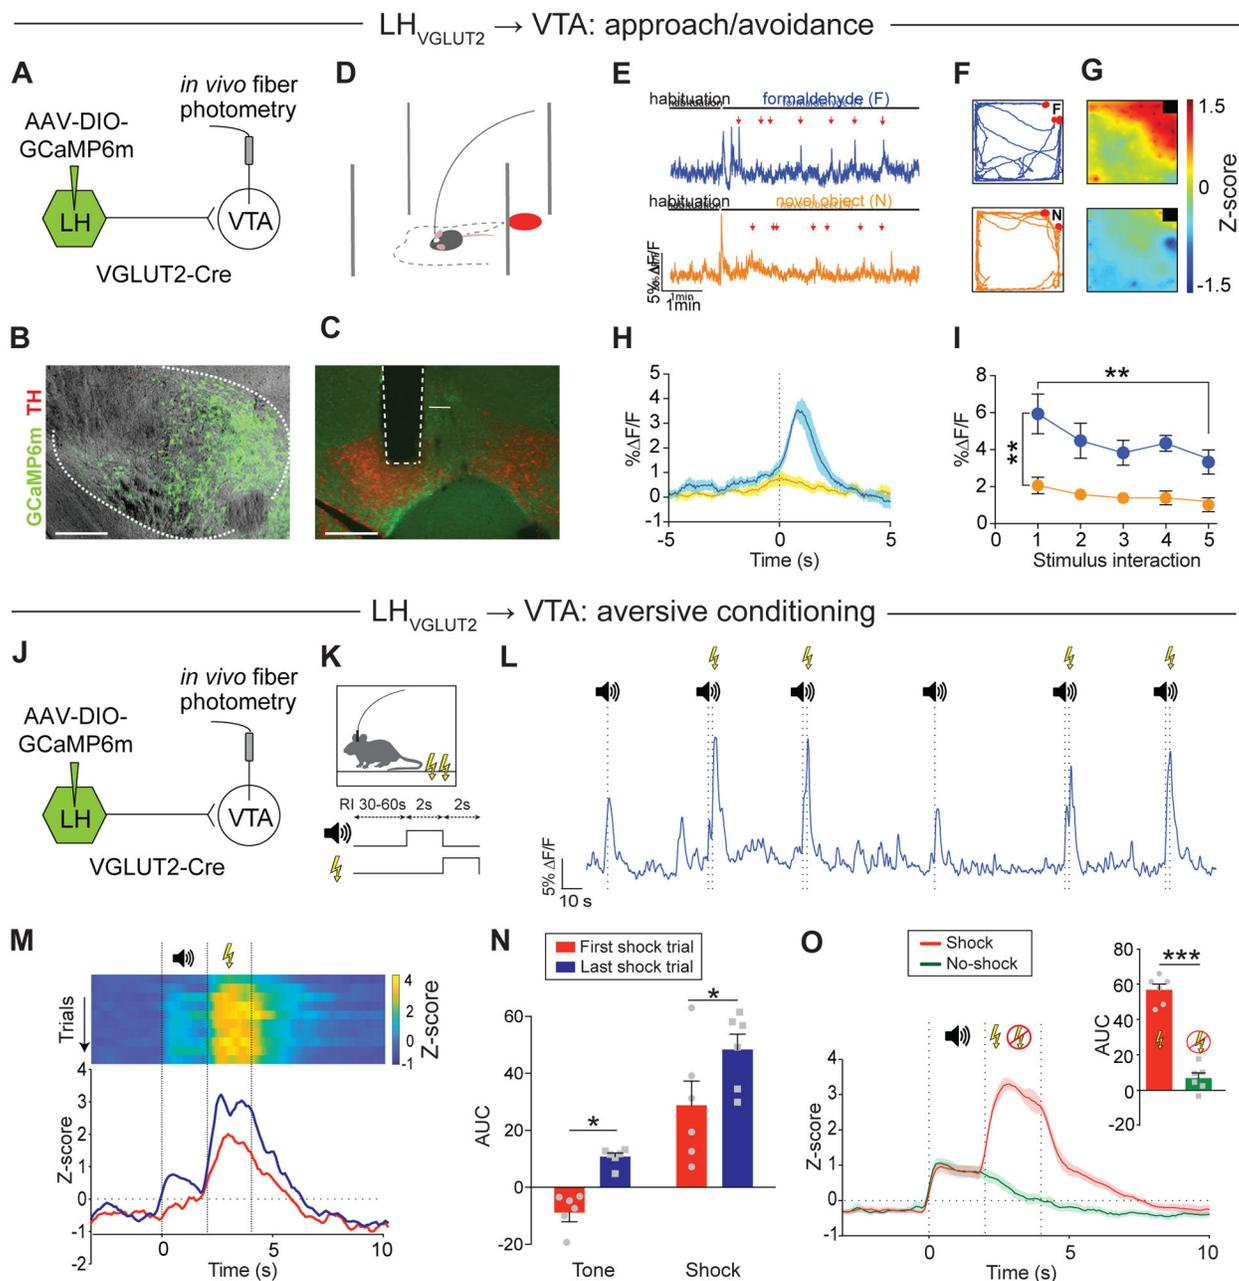 LH VGLUT2 → VTA: approach/avoidance
A
in vivo fiber
photometry
AAV-DIO-
GCaMP6m
LH
VTA
VGLUT2-Cre
D
E
habituation
formaldehyde (F)
habituation
novel object (N)
5% ΔF/F
1min
1min
F
F
N
G
1.5
0
-1.5
Z-score
B
GCaMP6m TH
C
H
%ΔF/F
5
4
3
2
1
0
-1
-5
0
5
Time (s)
I
%ΔF/F
8
6
4
2
0
**
**
0
1
2
3
4
5
Stimulus interaction
LH VGLUT2 → VTA: aversive conditioning
J
in vivo fiber
photometry
AAV-DIO-
GCaMP6m
LH
VTA
VGLUT2-Cre
K
RI 30-60s
2s
2s
L
5% ΔF/F
10 s
M
Trials
4
2
0
-1
Z-score
4
3
2
1
0
-1
-2
Z-score
0
5
10
Time (s)
N
First shock trial
Last shock trial
AUC
60
40
20
0
-20
*
*
Tone
Shock
O
Shock
No-shock
Z-score
4
3
2
1
0
-1
0
5
10
Time (s)
AUC
80
60
40
20
0
-20
***